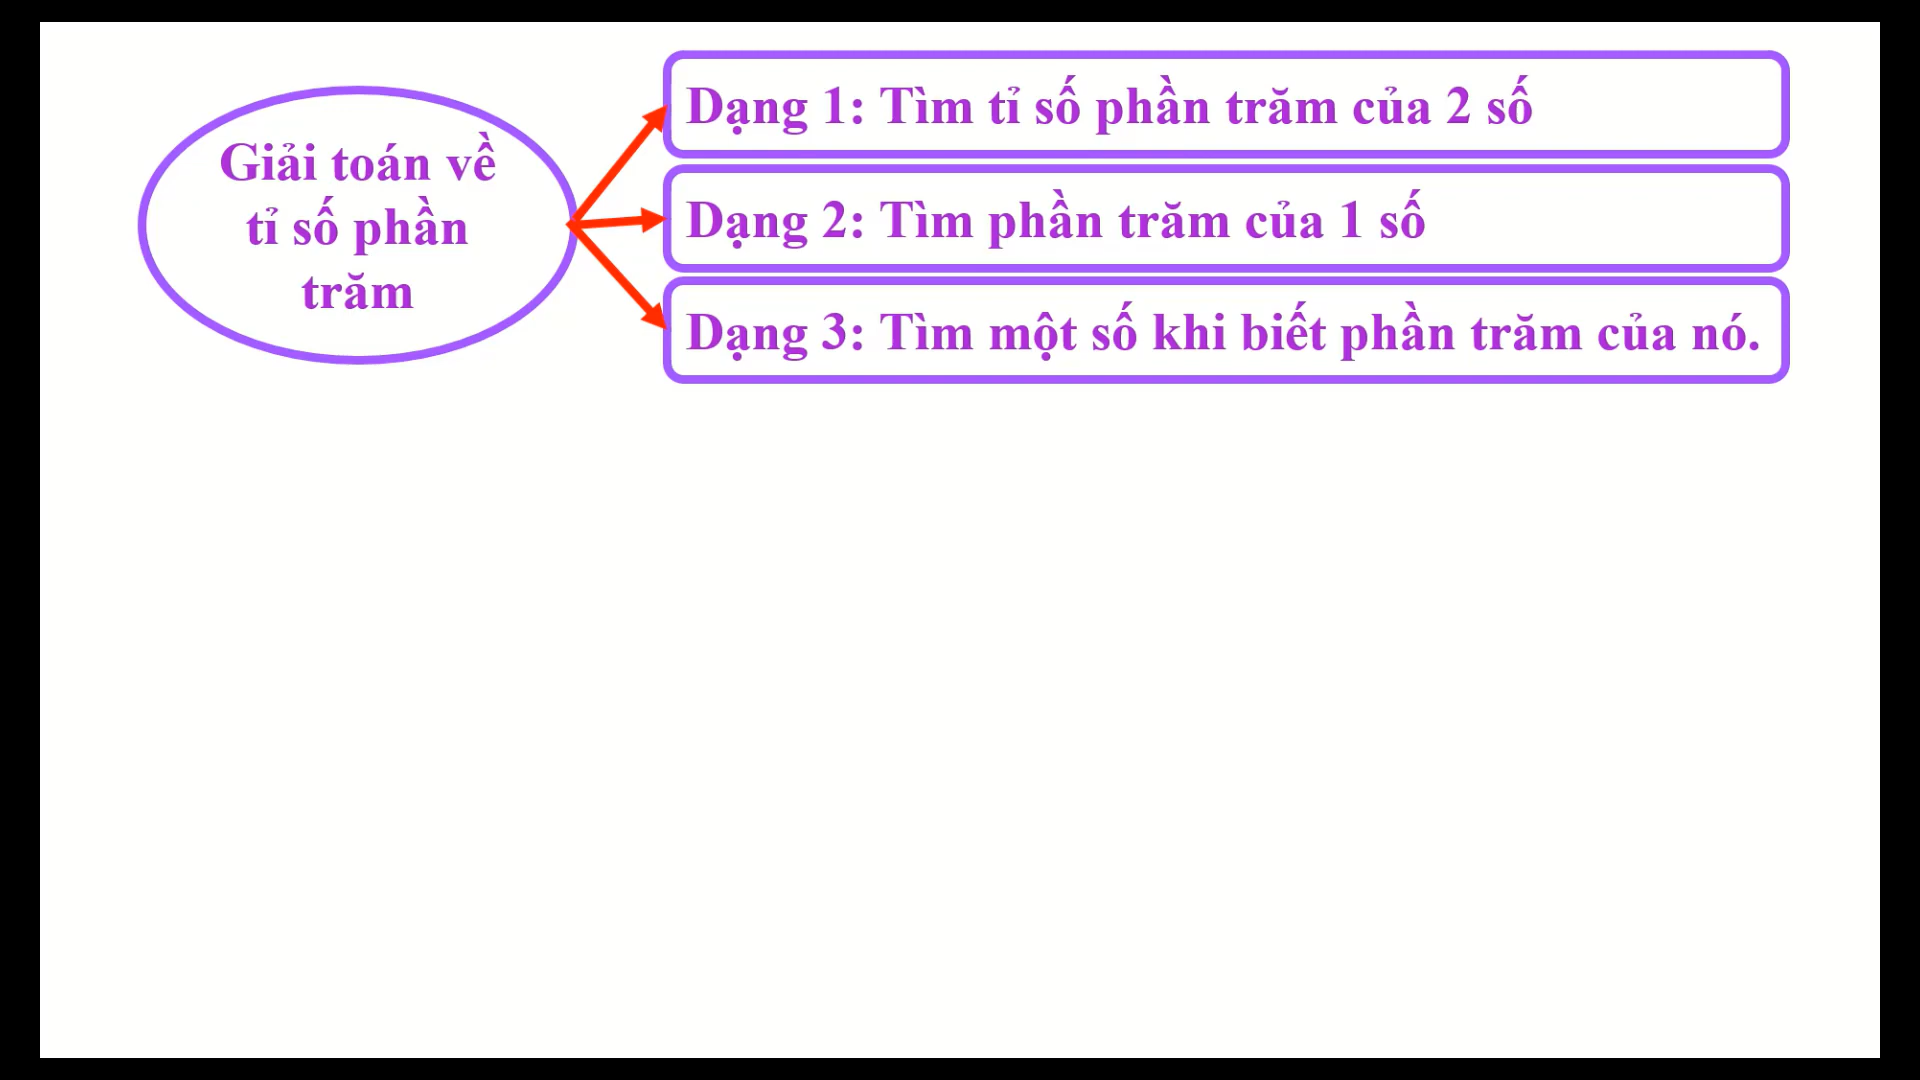 Giải toán về
tỉ số phần
trăm
Dạng 1: Tìm tỉ số phần trăm của 2 số
Dạng 2: Tìm phần trăm của 1 số
Dạng 3: Tìm một số khi biết phần trăm của nó.